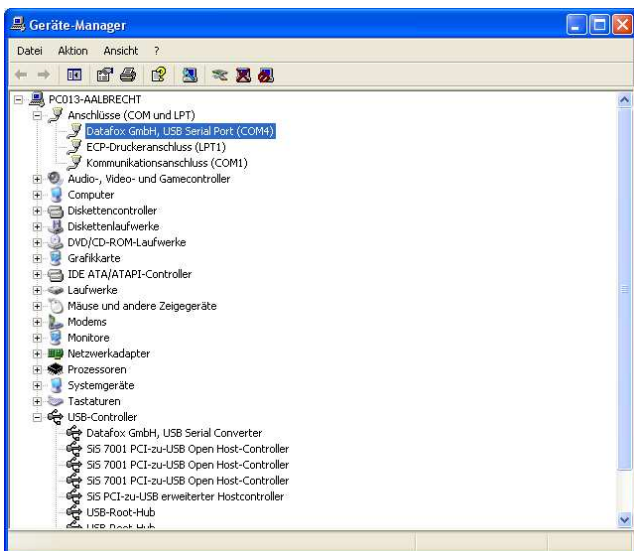 Geräte-Manager
Datei Aktion Ansicht ?
PC013-AALBRECHT
Anschlüsse (COM und LPT)
Datafox GmbH, USB Serial Port (COM4)
ECP-Druckeranschluss (LPT1)
Kommunikationsanschluss (COM1)
Audio-, Video- und Gamecontroller
Computer
Diskettencontroller
Diskettenlaufwerke
DVD/CD-ROM-Laufwerke
Grafikkarte
IDE ATA/ATAPI-Controller
Laufwerke
Mäuse und andere Zeigegeräte
Modems
Monitore
Netzwerkadapter
Prozessoren
Systemgeräte
Tastaturen
USB-Controller
Datafox GmbH, USB Serial Converter
SiS 7001 PCI-zu-USB Open Host-Controller
SiS 7001 PCI-zu-USB Open Host-Controller
SiS 7001 PCI-zu-USB Open Host-Controller
SiS PCI-zu-USB erweiterter Hostcontroller
USB-Root-Hub
USB-Root-Hub